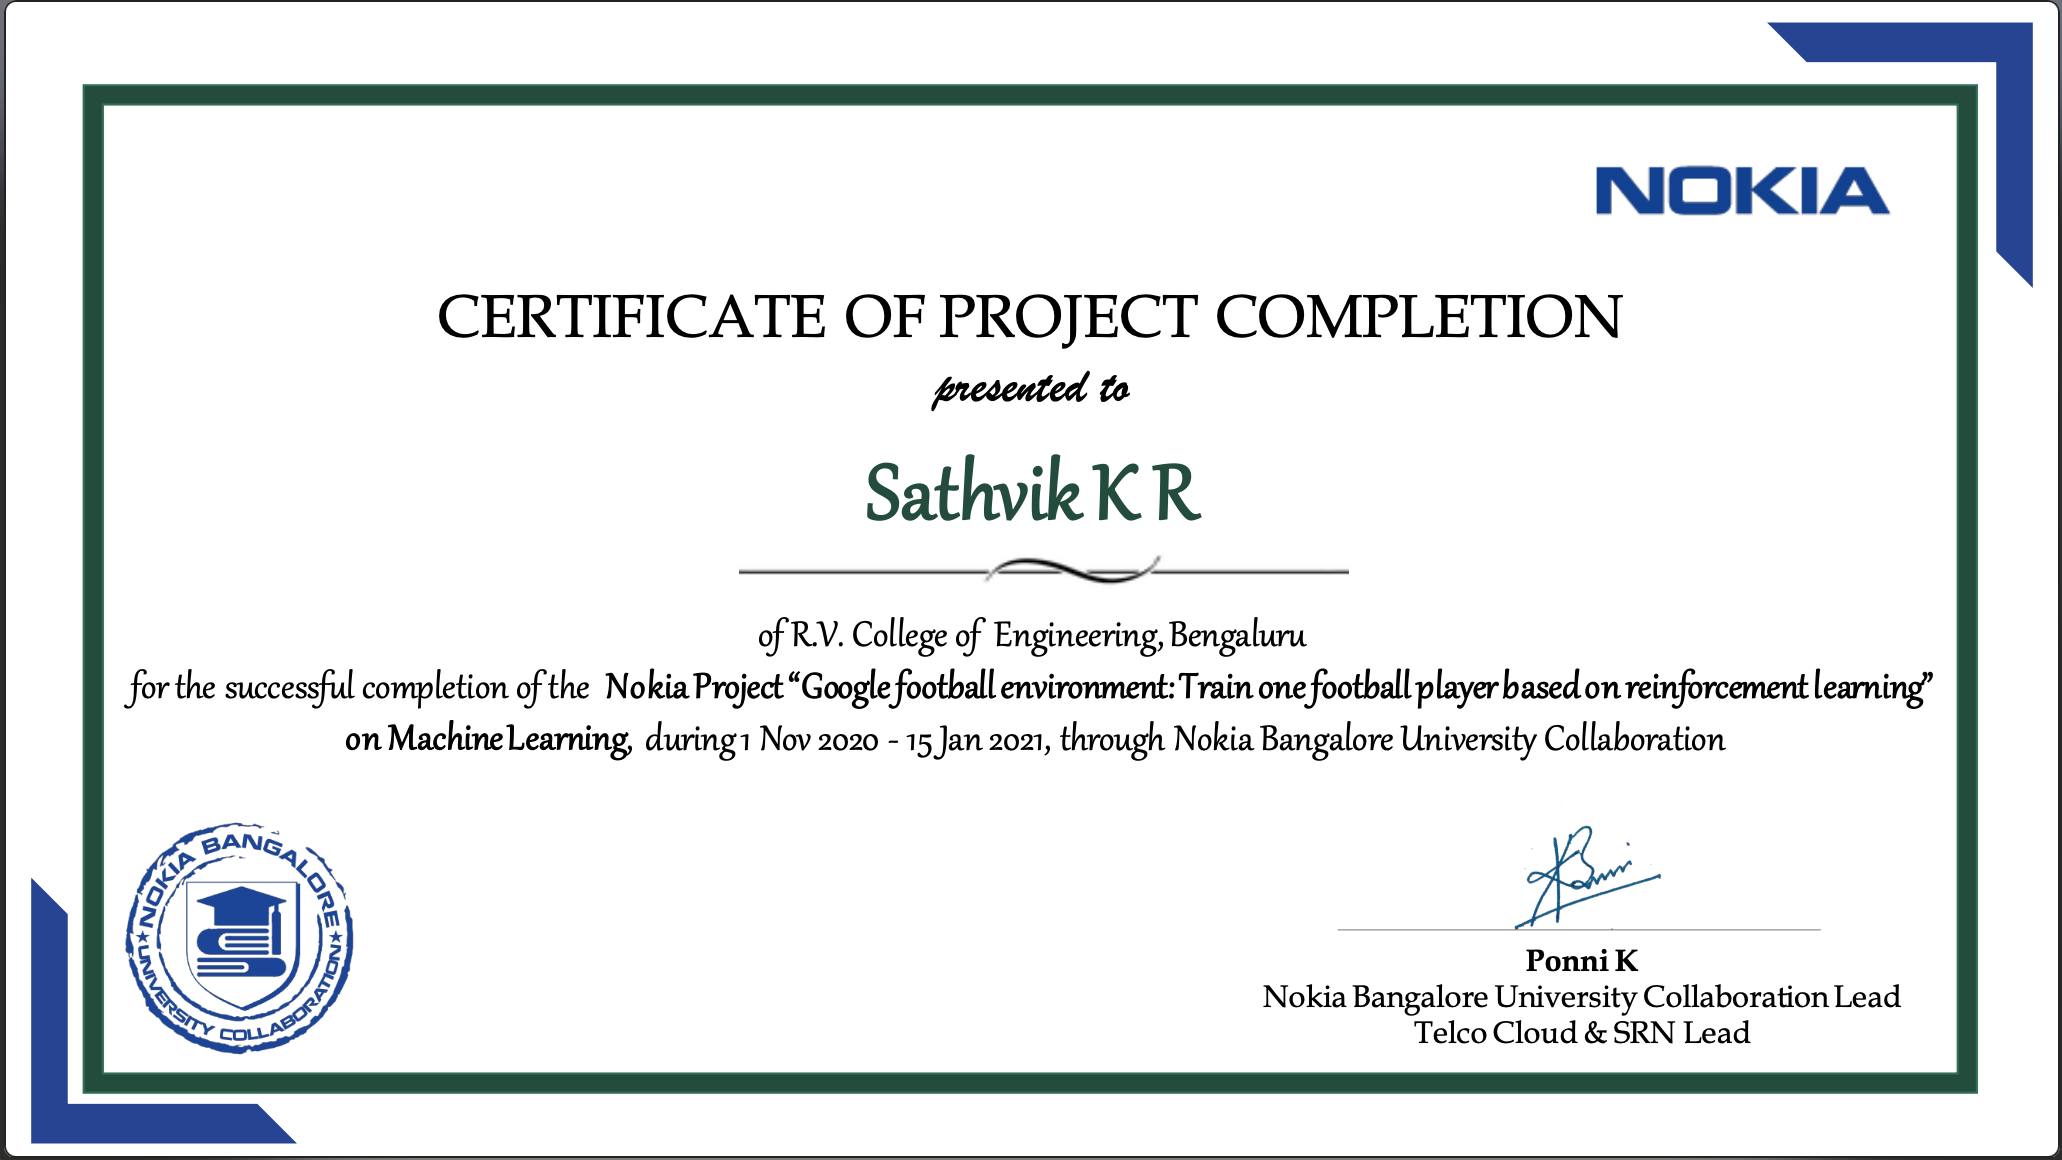 NOKIA
CERTIFICATE OF PROJECT COMPLETION
presented to
Sathvik K R
of R.V. College of Engineering, Bengaluru
for the successful completion of the Nokia Project “Google football environment: Train one football player based on reinforcement learning”
on Machine Learning, during 1 Nov 2020 - 15 Jan 2021, through Nokia Bangalore University Collaboration
NOKIA BANGALORE
UNIVERSITY COLLABORATION
Ponni K
Nokia Bangalore University Collaboration Lead
Telco Cloud & SRN Lead